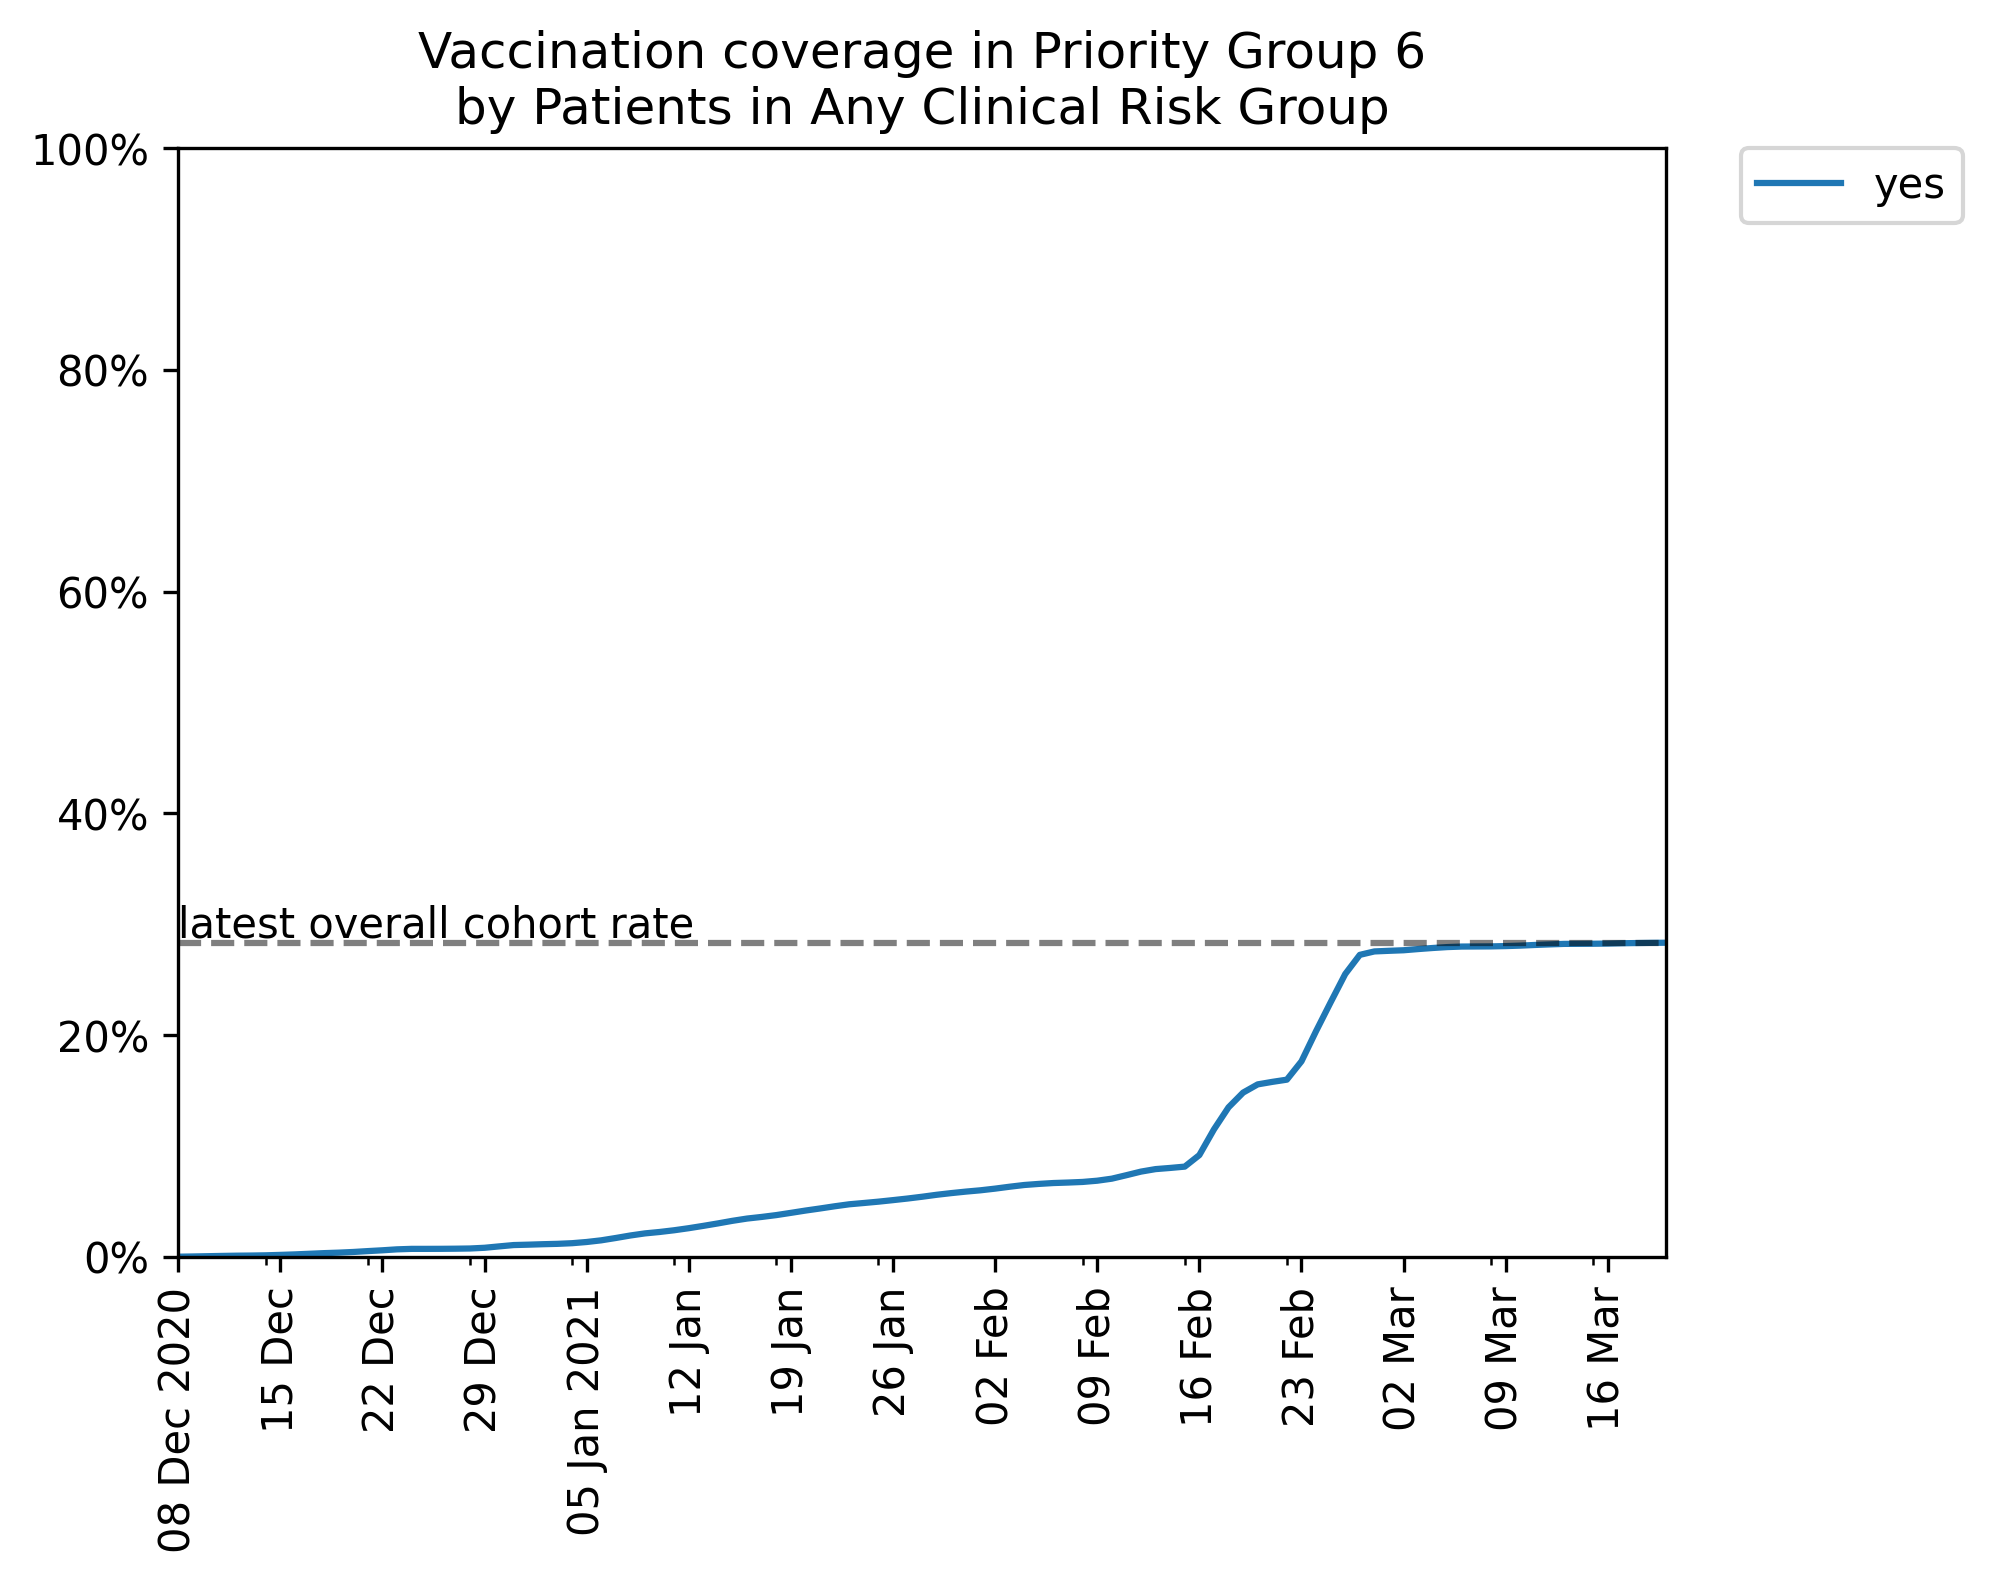 Vaccination coverage in Priority Group 6
by Patients in Any Clinical Risk Group
100%
80%
60%
40%
20%
0%
latest overall cohort rate
yes
08 Dec 2020
15 Dec
22 Dec
29 Dec
05 Jan 2021
12 Jan
19 Jan
26 Jan
02 Feb
09 Feb
16 Feb
23 Feb
02 Mar
09 Mar
16 Mar